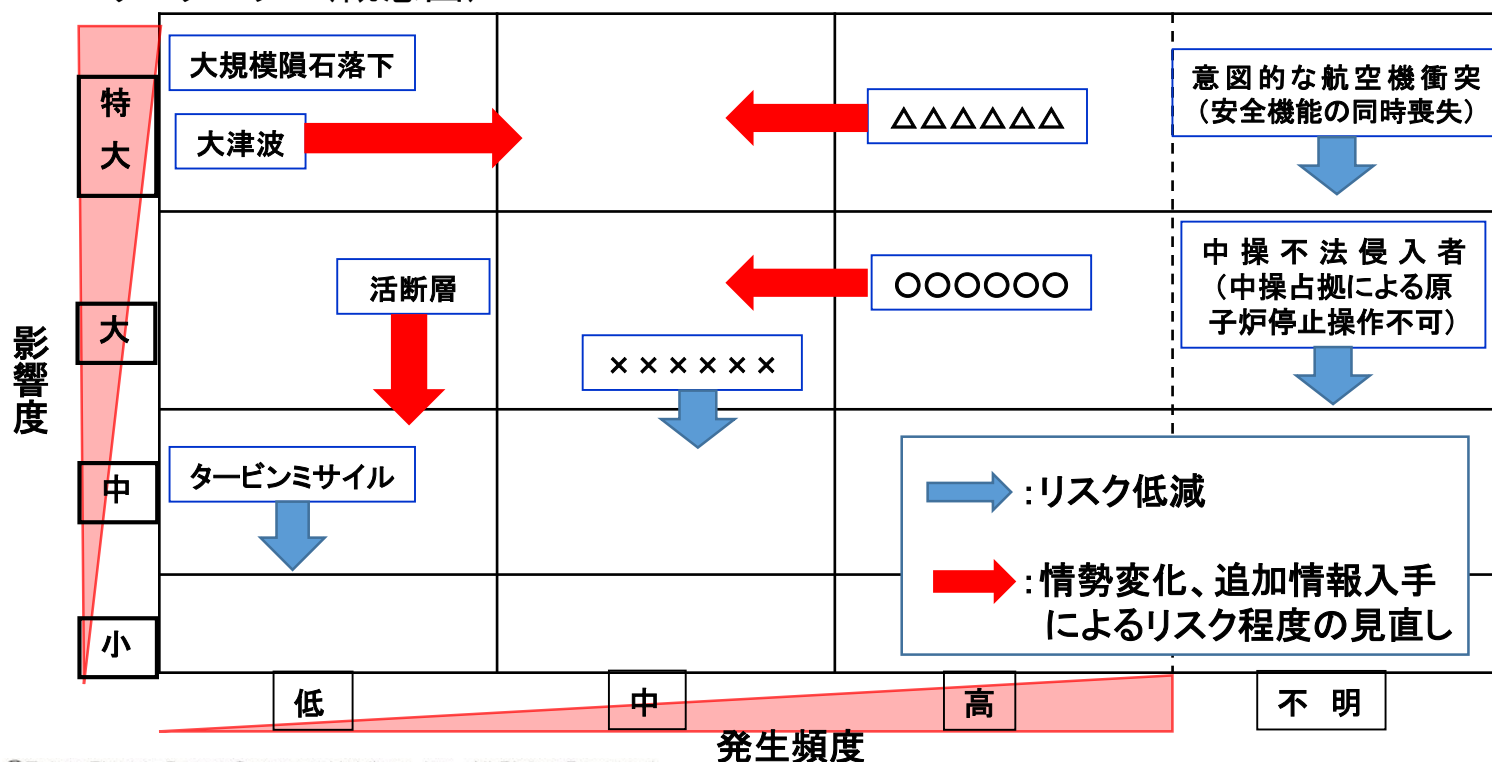 大規模隕石落下
意図的な航空機衝突
（安全機能の同時喪失）
特
大
大津波
△△△△△△
中操不法侵入者
（中操占拠による原
子炉停止操作不可）
活断層
○○○○○○
大
影響度
××××××
タービンミサイル
中
：リスク低減
：情勢変化、追加情報入手
によるリスク程度の見直し
小
低
中
高
不明
発生頻度